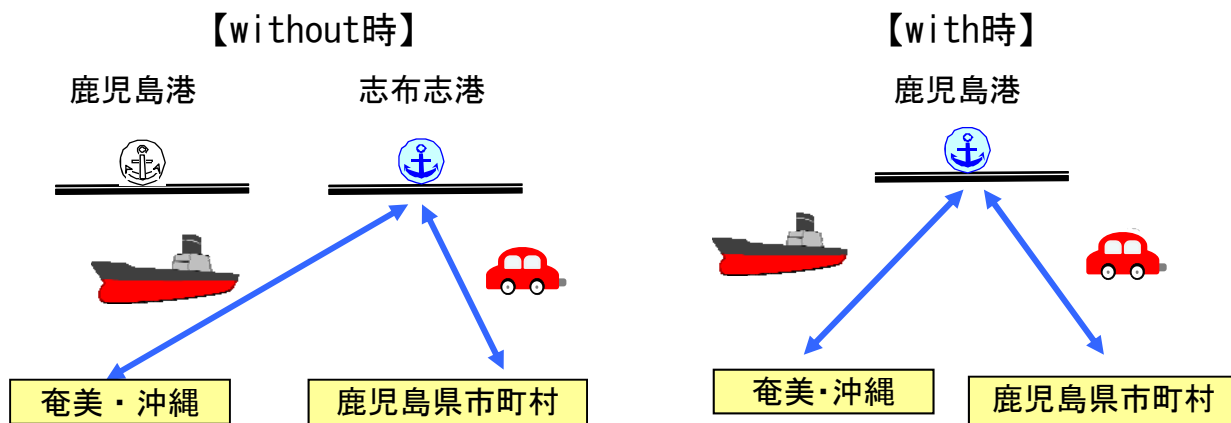 【without時】
鹿児島港
志布志港
奄美・沖縄
鹿児島県市町村
【with時】
鹿児島港
奄美・沖縄
鹿児島県市町村